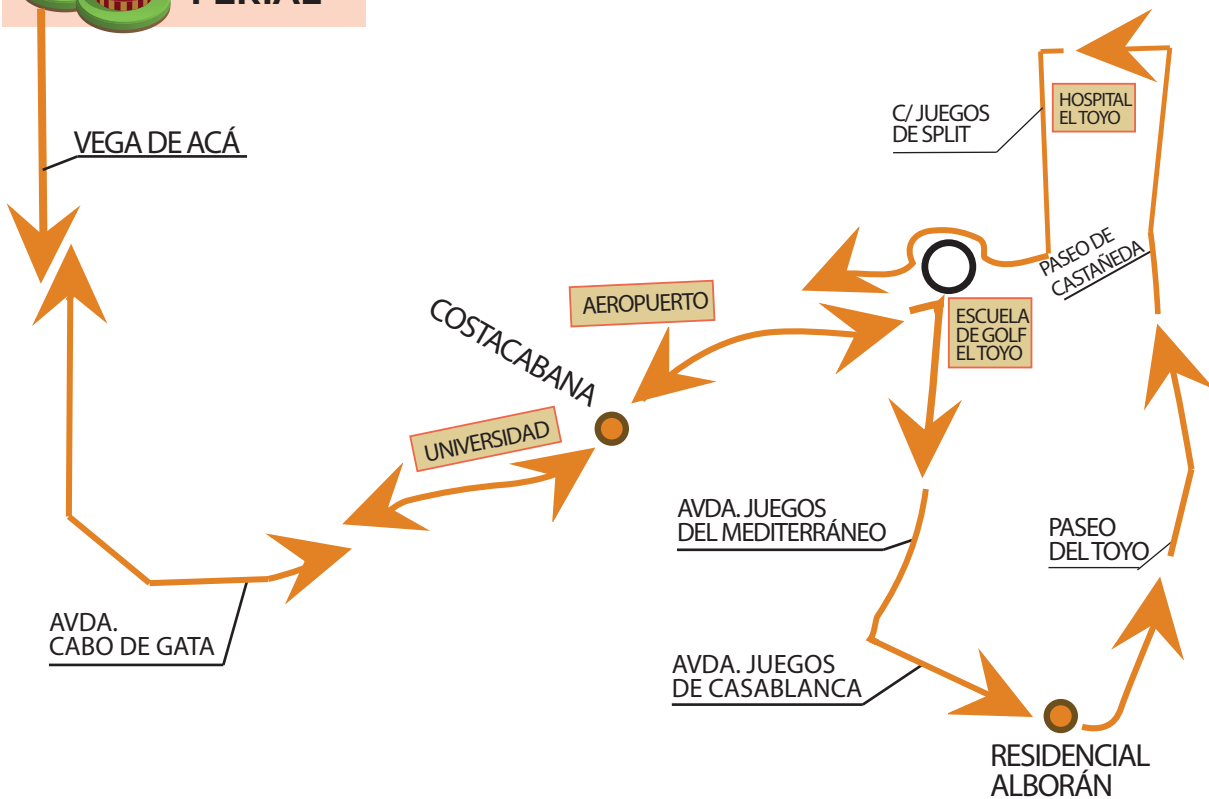 FERIAL
VEGA DE ACÁ
C/ JUEGOS
DE SPLIT
HOSPITAL
EL TOYO
PASEO DE
CASTAÑEDA
AEROPUERTO
COSTACABANA
ESCUELA
DE GOLF
EL TOYO
UNIVERSIDAD
AVDA. JUEGOS
DEL MEDITERRÁNEO
PASEO
DEL TOYO
AVDA.
CABO DE GATA
AVDA. JUEGOS
DE CASABLANCA
RESIDENCIAL
ALBORÁN